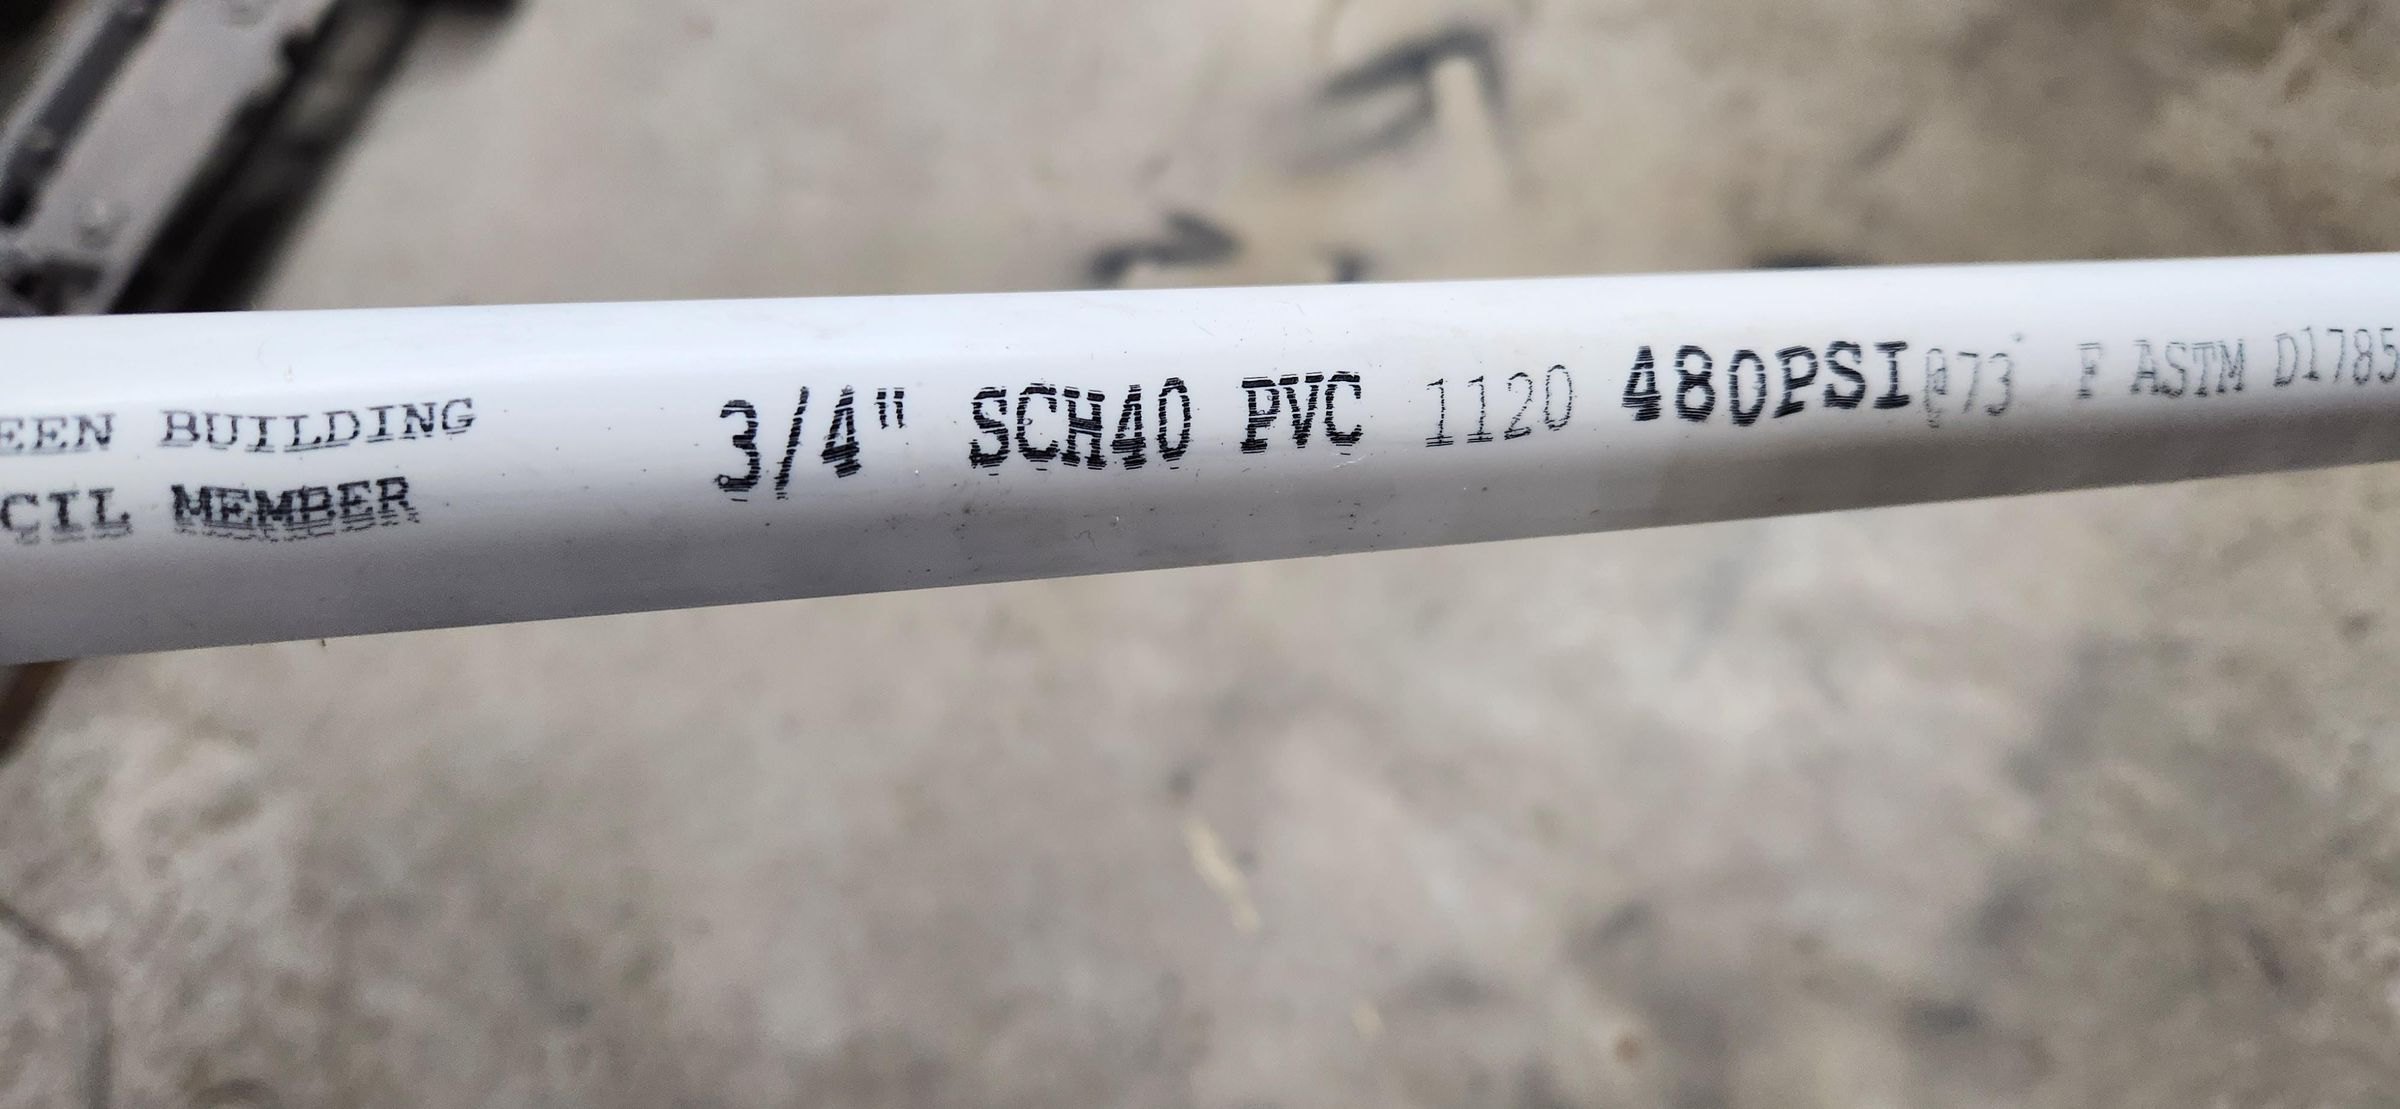 EEN BUILDING
CIL MEMBER
3/4" SCH40 PVC 1120 480PSI@73° F ASTM D1785